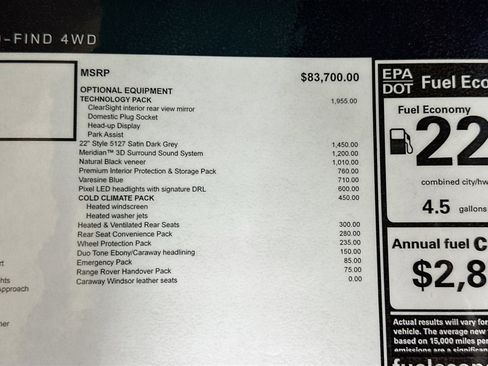 -FIND 4WD
MSRP $83,700.00
OPTIONAL EQUIPMENT
TECHNOLOGY PACK 1,955.00
ClearSight interior rear view mirror
Domestic Plug Socket
Head-up Display
Park Assist
22" Style 5127 Satin Dark Grey 1,450.00
Meridian™ 3D Surround Sound System 1,200.00
Natural Black veneer 1,010.00
Premium Interior Protection & Storage Pack 760.00
Varesine Blue 710.00
Pixel LED headlights with signature DRL 600.00
COLD CLIMATE PACK 450.00
Heated windscreen
Heated washer jets
Heated & Ventilated Rear Seats 300.00
Rear Seat Convenience Pack 280.00
Wheel Protection Pack 235.00
Duo Tone Ebony/Caraway headlining 150.00
Emergency Pack 85.00
Range Rover Handover Pack 75.00
Caraway Windsor leather seats 0.00
rt
hts
Approach
ner
EPA
DOT
Fuel Eco
Fuel Economy
22
combined city/hw
4.5 gallons
Annual fuel C
$2,8
Actual results will vary for
vehicle. The average new
based on 15,000 miles per
emissions are a significan
fuelecon